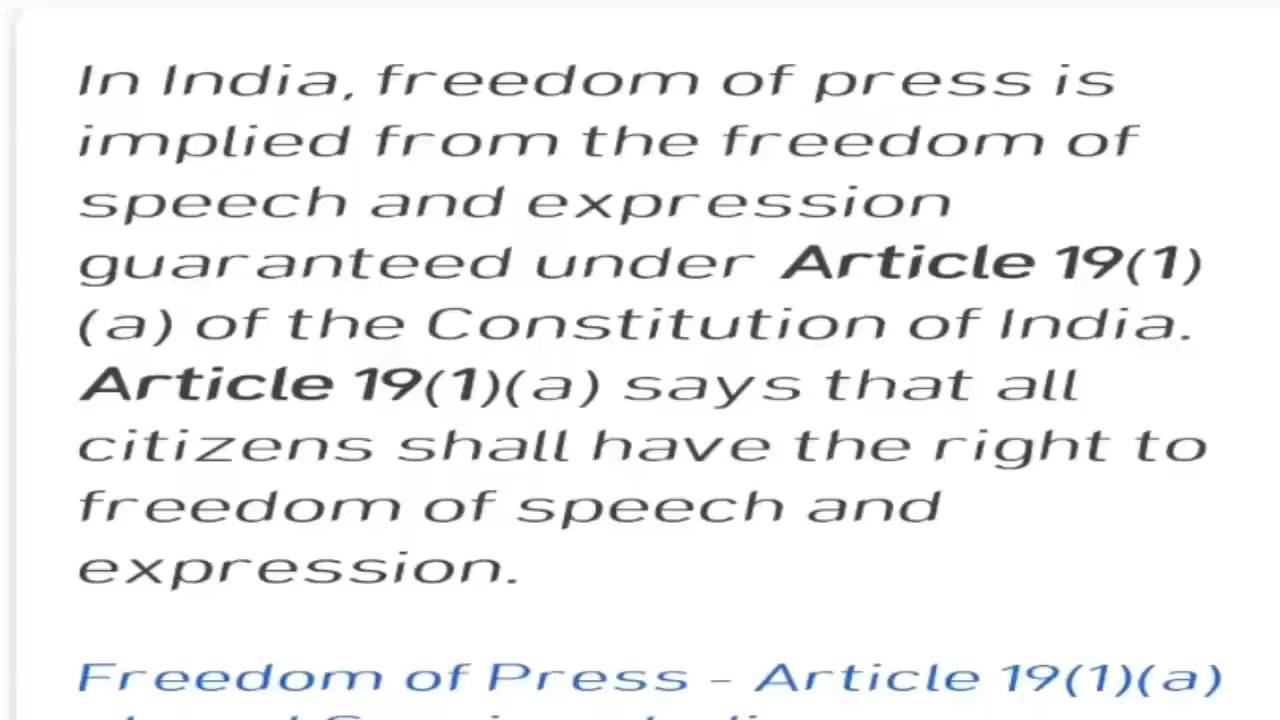 In India, freedom of press is
implied from the freedom of
speech and expression
guaranteed under Article 19(1)
(a) of the Constitution of India.
Article 19(1)(a) says that all
citizens shall have the right to
freedom of speech and
expression.
Freedom of Press - Article 19(1)(a)